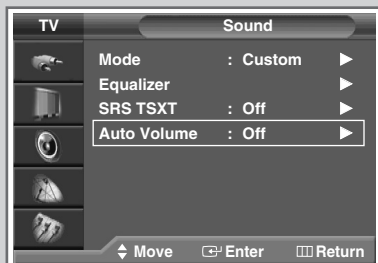 TV Sound
Mode : Custom
Equalizer
SRS TSXT : Off
Auto Volume : Off
Move Enter Return